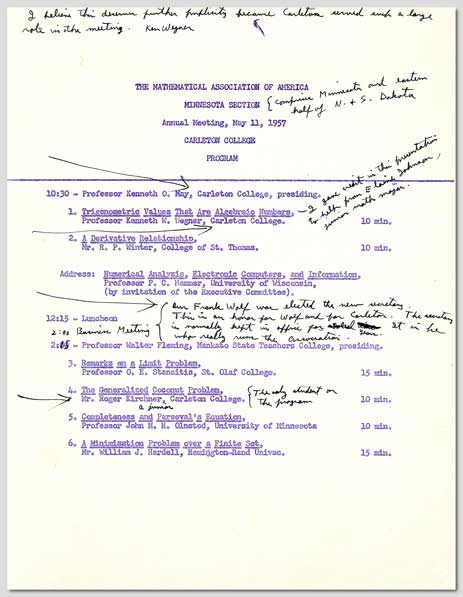 I believe this deserves further publicity because Carleton served such a large
role in the meeting. Ken Wegner
THE MATHEMATICAL ASSOCIATION OF AMERICA
MINNESOTA SECTION { comprises Minnesota and eastern
half of N. & S. Dakota
Annual Meeting, May 11, 1957
CARLETON COLLEGE
PROGRAM
10:30 - Professor Kenneth O. May, Carleton College, presiding.
I gave credit in this presentation
to help from Elaine Johnson,
junior math major.
1. Trigonometric Values That Are Algebraic Numbers,
Professor Kenneth W. Wegner, Carleton College. 10 min.
2. A Derivative Relationship,
Mr. R. P. Winter, College of St. Thomas. 10 min.
Address: Numerical Analysis, Electronic Computers, and Information,
Professor P. C. Hammer, University of Wisconsin,
(by invitation of the Executive Committee).
Our Frank Wolf was elected the new secretary.
This is an honor for Wolf and for Carleton. The secretary
is normally kept in office for years. It is he
who really runs the association.
12:15 - Luncheon
2:00 Business Meeting
2:15 - Professor Walter Fleming, Mankato State Teachers College, presiding.
3. Remarks on a Limit Problem,
Professor O. E. Stansitis, St. Olaf College. 15 min.
4. The Generalized Coconut Problem,
Mr. Roger Kirchner, Carleton College. 10 min.
a junior
{ The only student on
the program
5. Completeness and Parseval's Equation,
Professor John M. H. Olmsted, University of Minnesota 10 min.
6. A Minimization Problem over a Finite Set,
Mr. William J. Hardell, Remington-Rand Univac. 15 min.